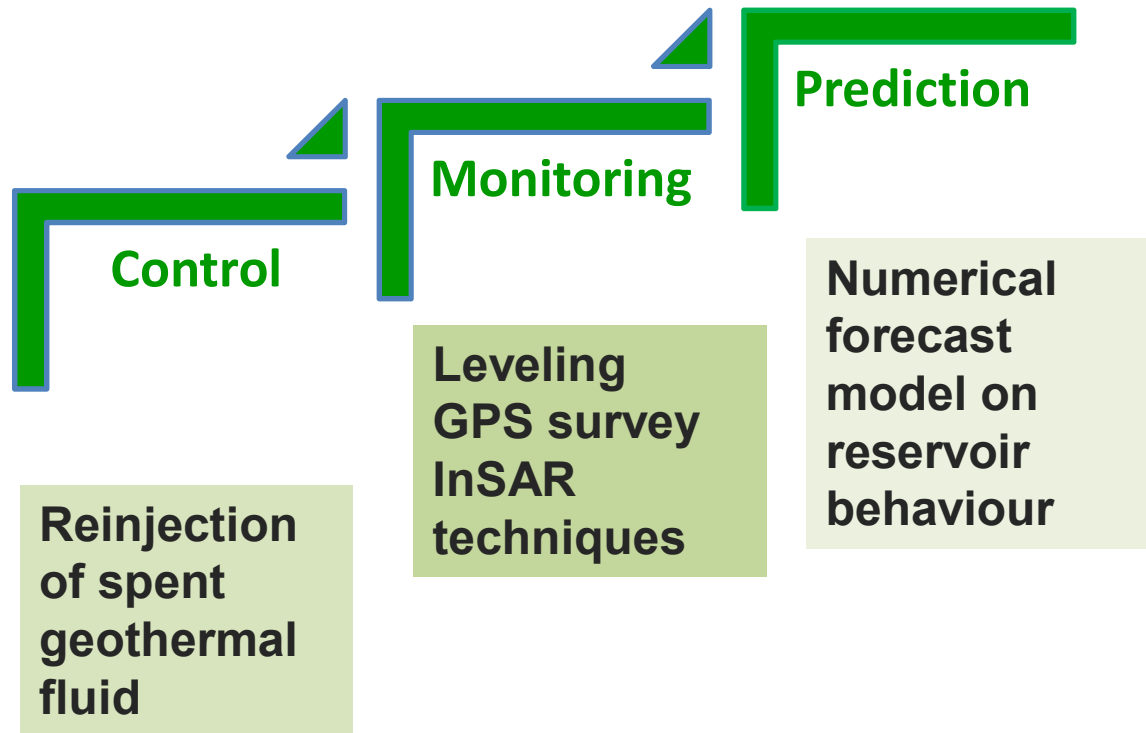 Control
Reinjection
of spent
geothermal
fluid
Monitoring
Leveling
GPS survey
InSAR
techniques
Prediction
Numerical
forecast
model on
reservoir
behaviour